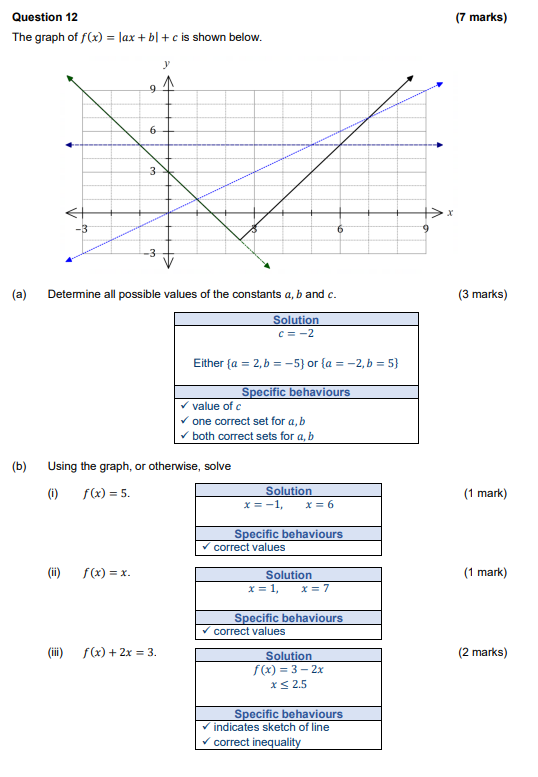 Question 12 (7 marks)
The graph of f(x) = |ax + b| + c is shown below.
y
9
6
3
-3 3 6 9 x
-3
(a) Determine all possible values of the constants a, b and c. (3 marks)
Solution
c = −2
Either {a = 2, b = −5} or {a = −2, b = 5}
Specific behaviours
✓ value of c
✓ one correct set for a, b
✓ both correct sets for a, b
(b) Using the graph, or otherwise, solve
(i) f(x) = 5. (1 mark)
Solution
x = −1, x = 6
Specific behaviours
✓ correct values
(ii) f(x) = x. (1 mark)
Solution
x = 1, x = 7
Specific behaviours
✓ correct values
(iii) f(x) + 2x = 3. (2 marks)
Solution
f(x) = 3 − 2x
x ≤ 2.5
Specific behaviours
✓ indicates sketch of line
✓ correct inequality